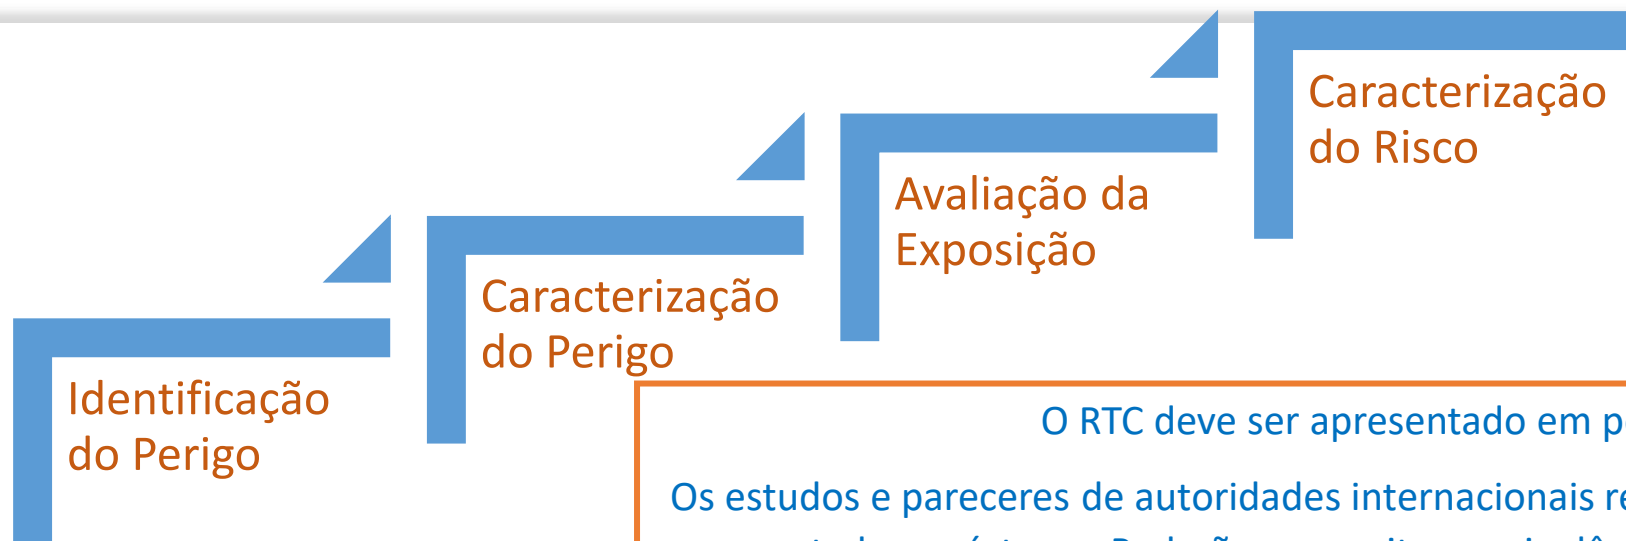 Caracterização
do Risco
Avaliação da
Exposição
Caracterização
do Perigo
Identificação
do Perigo
O RTC deve ser apresentado em
Os estudos e pareceres de autoridades internacionais